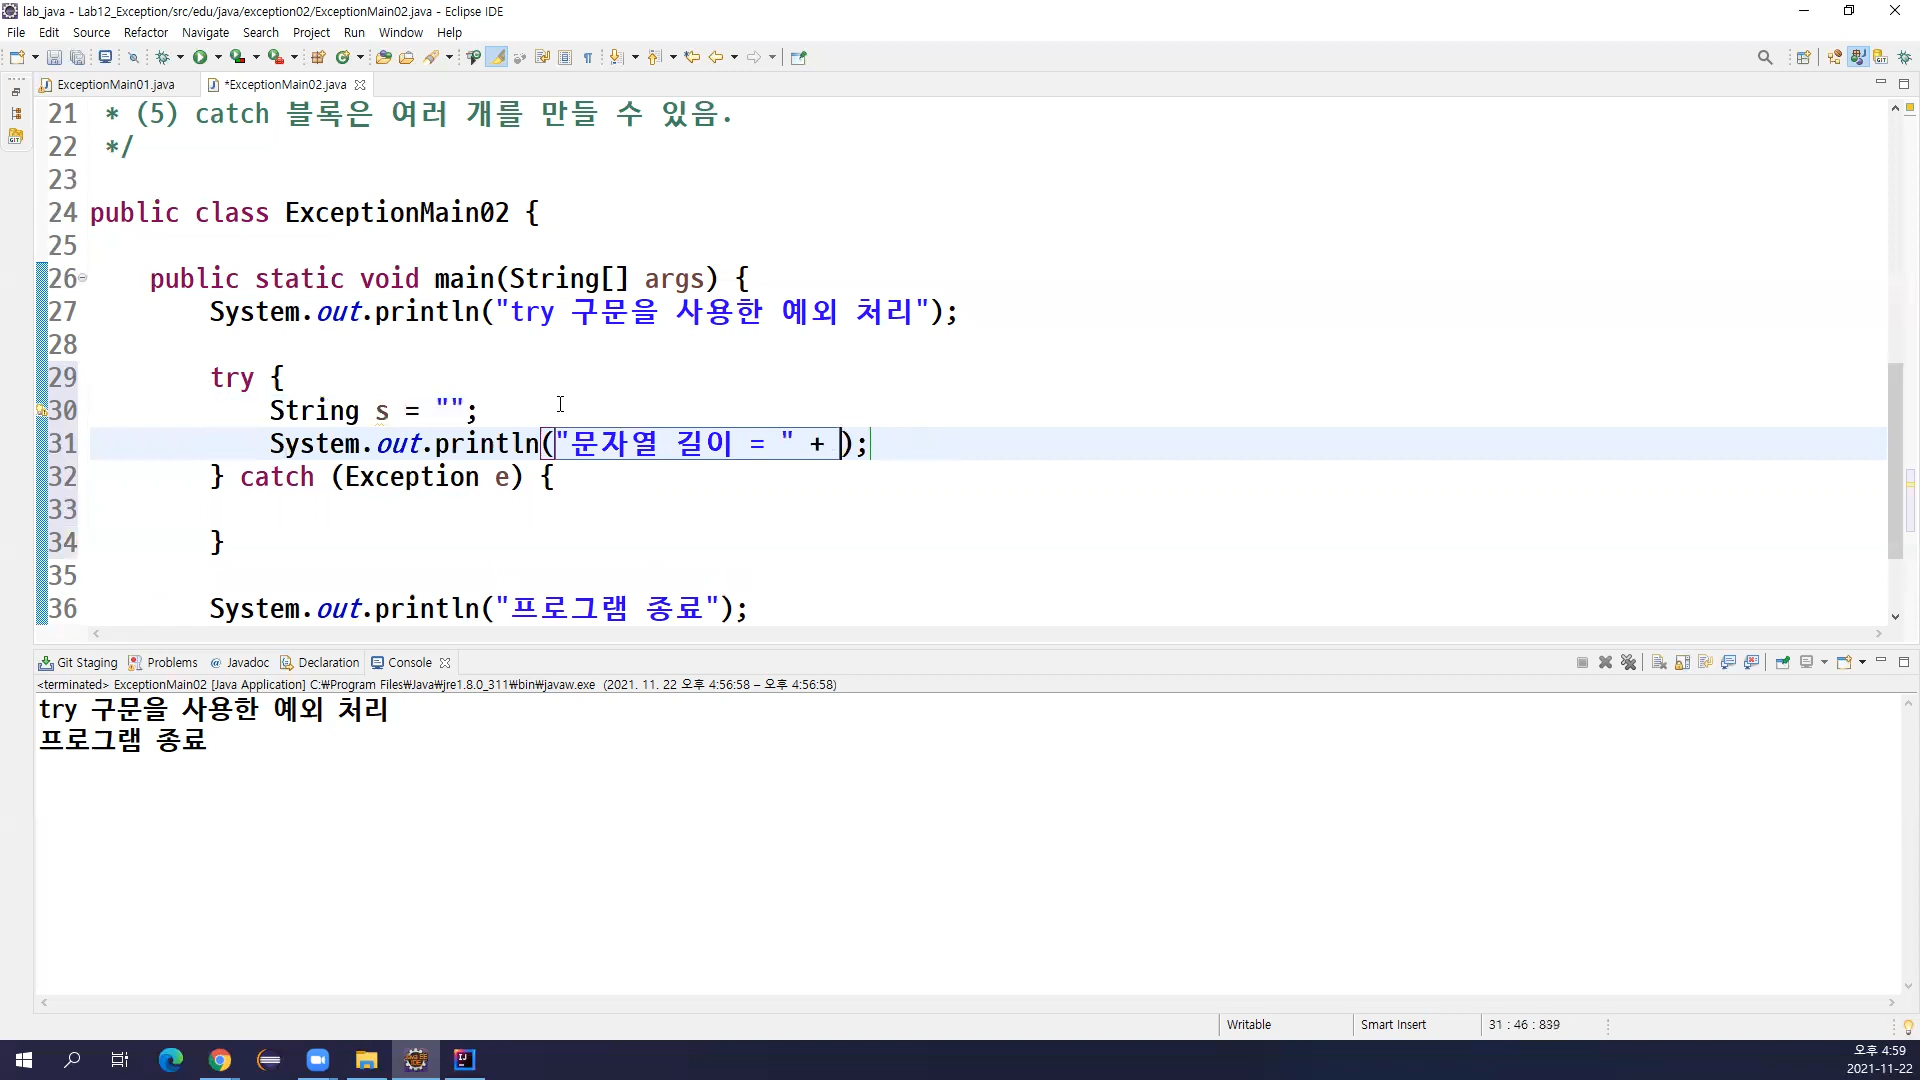 lab_java - Lab12_Exception/src/edu/java/exception02/ExceptionMain02.java - Eclipse IDE
File Edit Source Refactor Navigate Search Project Run Window Help
ExceptionMain01.java *ExceptionMain02.java
21 * (5) catch 블록은 여러 개를 만들 수 있음.
22 */
23
24 public class ExceptionMain02 {
25
26 public static void main(String[] args) {
27 System.out.println("try 구문을 사용한 예외 처리");
28
29 try {
30 String s = "";
31 System.out.println("문자열 길이 = " + );
32 } catch (Exception e) {
33
34 }
35
36 System.out.println("프로그램 종료");
Git Staging Problems @ Javadoc Declaration Console
<terminated> ExceptionMain02 [Java Application] C:₩Program Files₩Java₩jre1.8.0_311₩bin₩javaw.exe (2021. 11. 22 오후 4:56:58 – 오후 4:56:58)
try 구문을 사용한 예외 처리
프로그램 종료
Writable Smart Insert 31 : 46 : 839
오후 4:59
2021-11-22